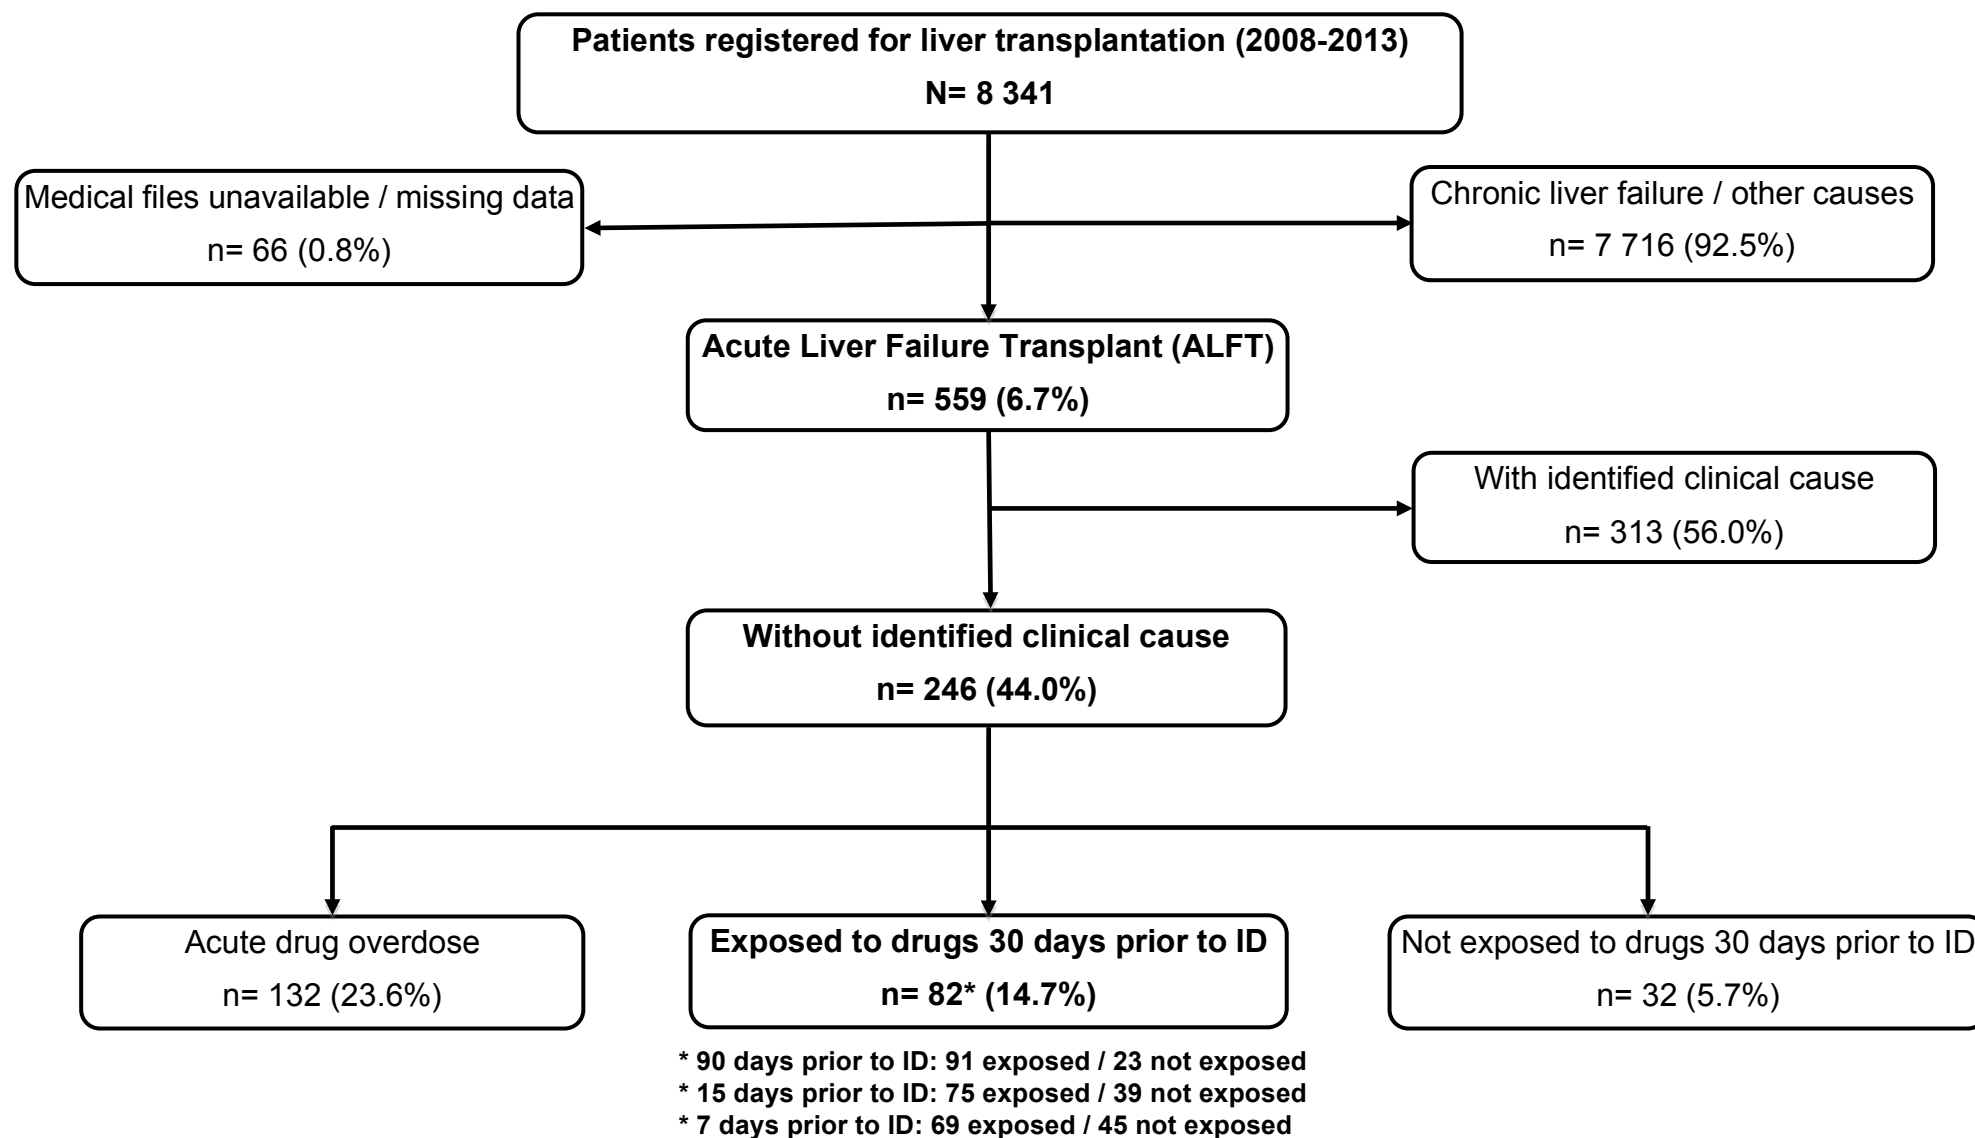 Patients registered for liver transplantation (2008-2013)
N= 8 341
Medical files unavailable / missing data
n= 66 (0.8%)
Chronic liver failure / other causes
n= 7 716 (92.5%)
Acute Liver Failure Transplant (ALFT)
n= 559 (6.7%)
With identified clinical cause
n= 313 (56.0%)
Without identified clinical cause
n= 246 (44.0%)
Acute drug overdose
n= 132 (23.6%)
Exposed to drugs 30 days prior to ID
n= 82* (14.7%)
Not exposed to drugs 30 days prior to ID
n= 32 (5.7%)
* 90 days prior to ID: 91 exposed / 23 not exposed
* 15 days prior to ID: 75 exposed / 39 not exposed
* 7 days prior to ID: 69 exposed / 45 not exposed